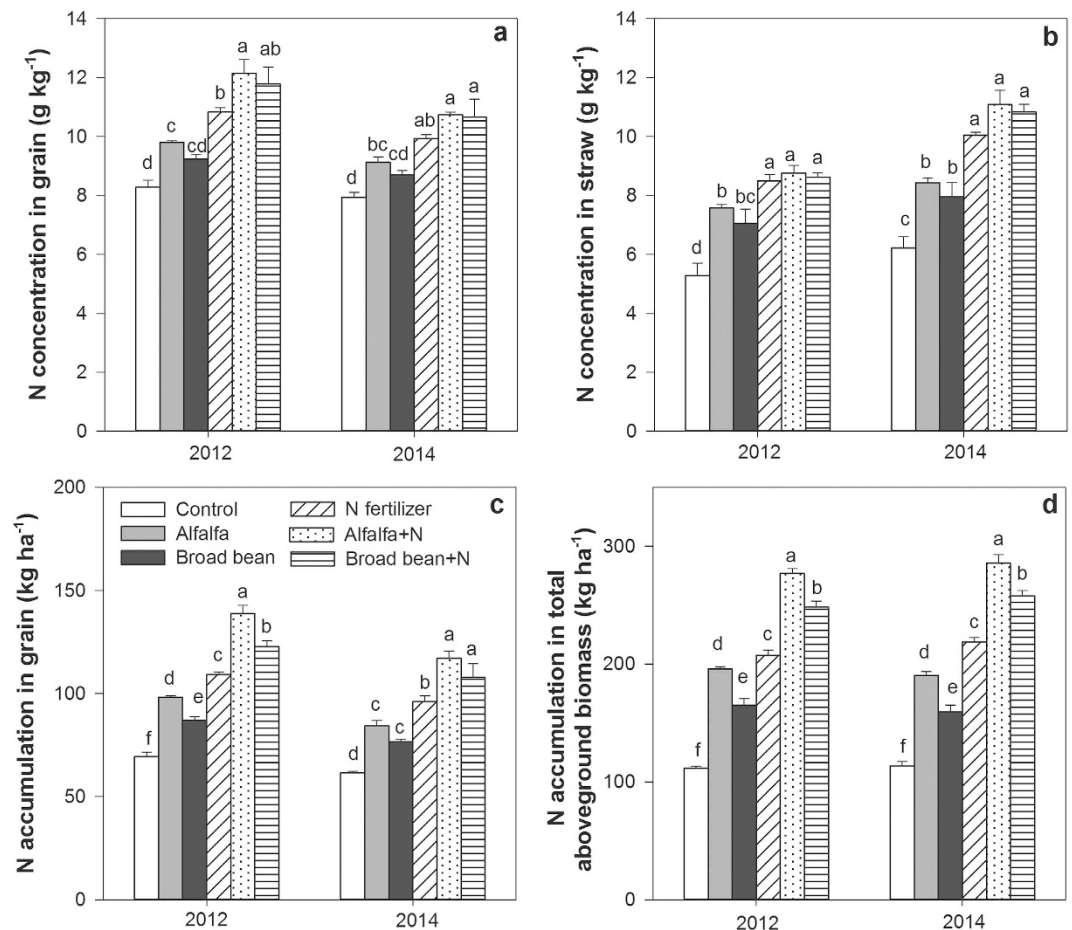 a
N concentration in grain (g kg⁻¹)
14
12
10
8
6
4
2
0
d
c
cd
b
a
ab
d
bc
cd
ab
a
a
2012
2014
b
N concentration in straw (g kg⁻¹)
14
12
10
8
6
4
2
0
d
b
bc
a
a
a
c
b
b
a
a
a
2012
2014
c
N accumulation in grain (kg ha⁻¹)
200
150
100
50
0
Control
Alfalfa
Broad bean
N fertilizer
Alfalfa+N
Broad bean+N
f
d
e
c
a
b
d
c
c
b
a
a
2012
2014
d
N accumulation in total
aboveground biomass (kg ha⁻¹)
300
200
100
0
f
d
e
c
a
b
f
d
e
c
a
b
2012
2014